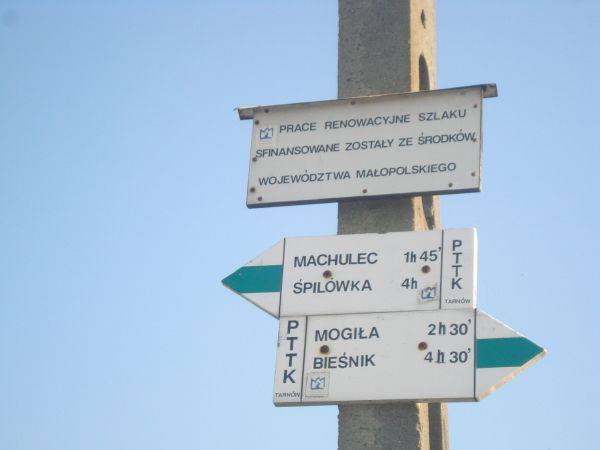 PRACE RENOWACYJNE SZLAKU
SFINANSOWANE ZOSTAŁY ZE ŚRODKÓW
WOJEWÓDZTWA MAŁOPOLSKIEGO
MACHULEC 1h 45'
ŚPILÓWKA 4h
PTTK
TARNÓW
PTTK
TARNÓW
MOGIŁA 2h 30'
BIEŚNIK 4h 30'